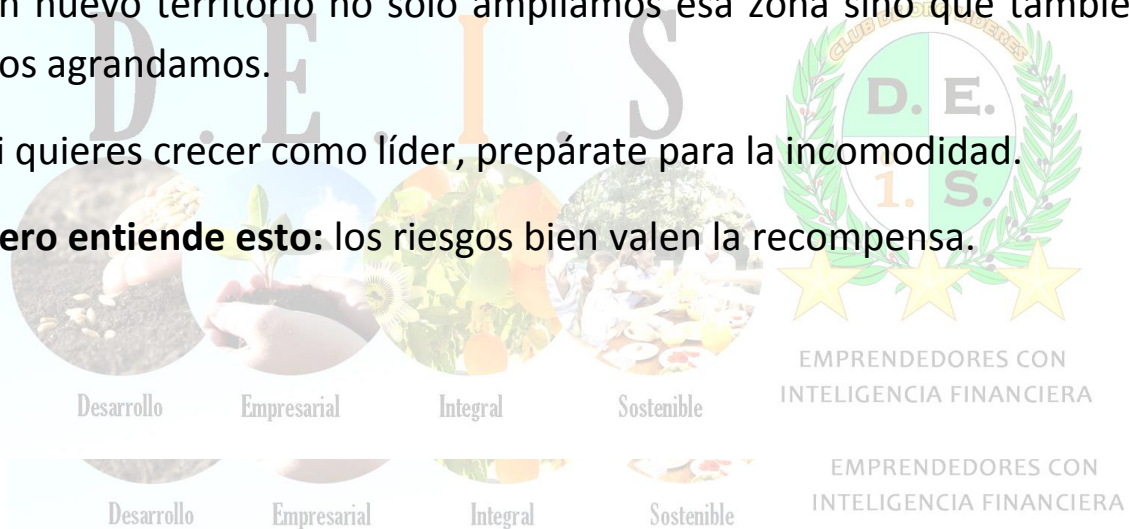 n nuevo territorio no solo ampliamos esa zona sino que tambié
os agrandamos.
i quieres crecer como líder, prepárate para la incomodidad.
ero entiende esto: los riesgos bien valen la recompensa.
D.E.I.S
CLUB DE
D. E.
1. S.
EMPRENDEDORES CON
INTELIGENCIA FINANCIERA
Desarrollo Empresarial Integral Sostenible
EMPRENDEDORES CON
INTELIGENCIA FINANCIERA
Desarrollo Empresarial Integral Sostenible